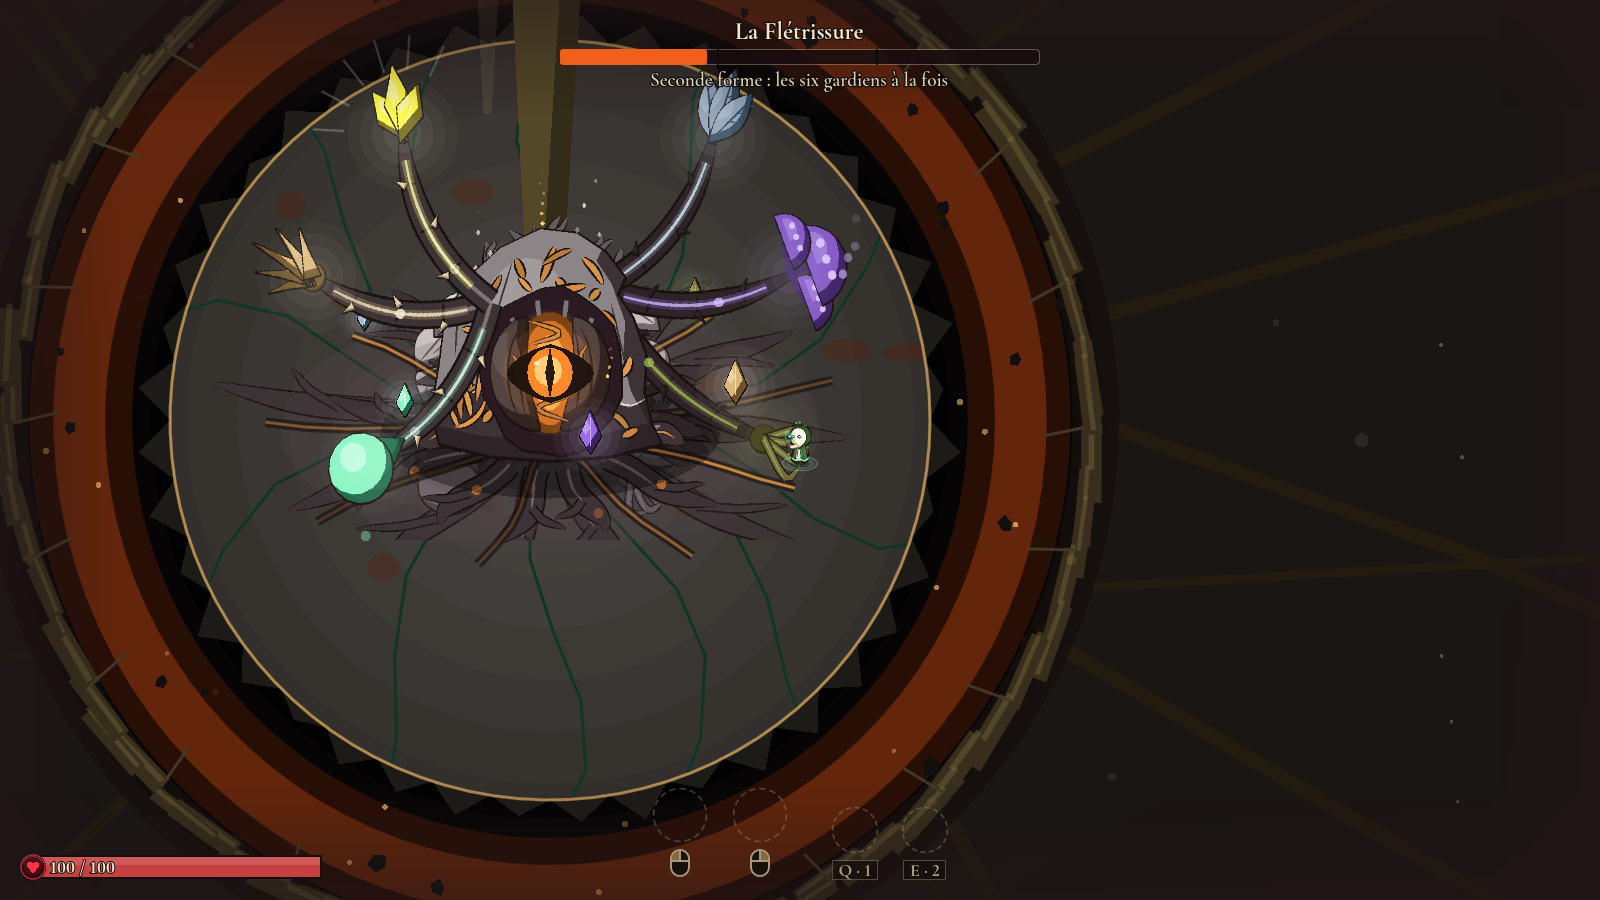 La Flétrissure
Seconde forme : les six gardiens à la fois
100 / 100
Q · 1
E · 2